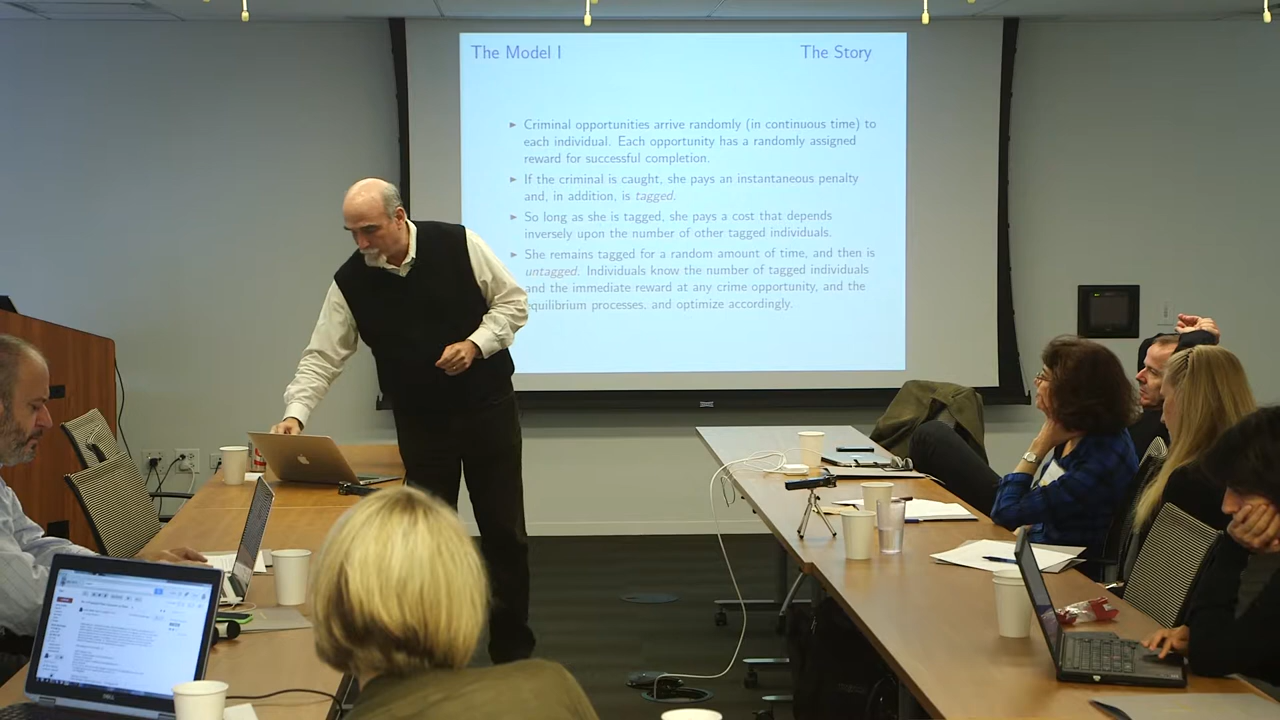 The Model I
The Story
Criminal opportunities arrive randomly (in continuous time) to
each individual. Each opportunity has a randomly assigned
reward for successful completion.
If the criminal is caught, she pays an instantaneous penalty
and, in addition, is tagged.
So long as she is tagged, she pays a cost that depends
inversely upon the number of other tagged individuals.
She remains tagged for a random amount of time, and then is
untagged. Individuals know the number of tagged individuals
and the immediate reward at any crime opportunity, and the
equilibrium processes, and optimize accordingly.
DELL